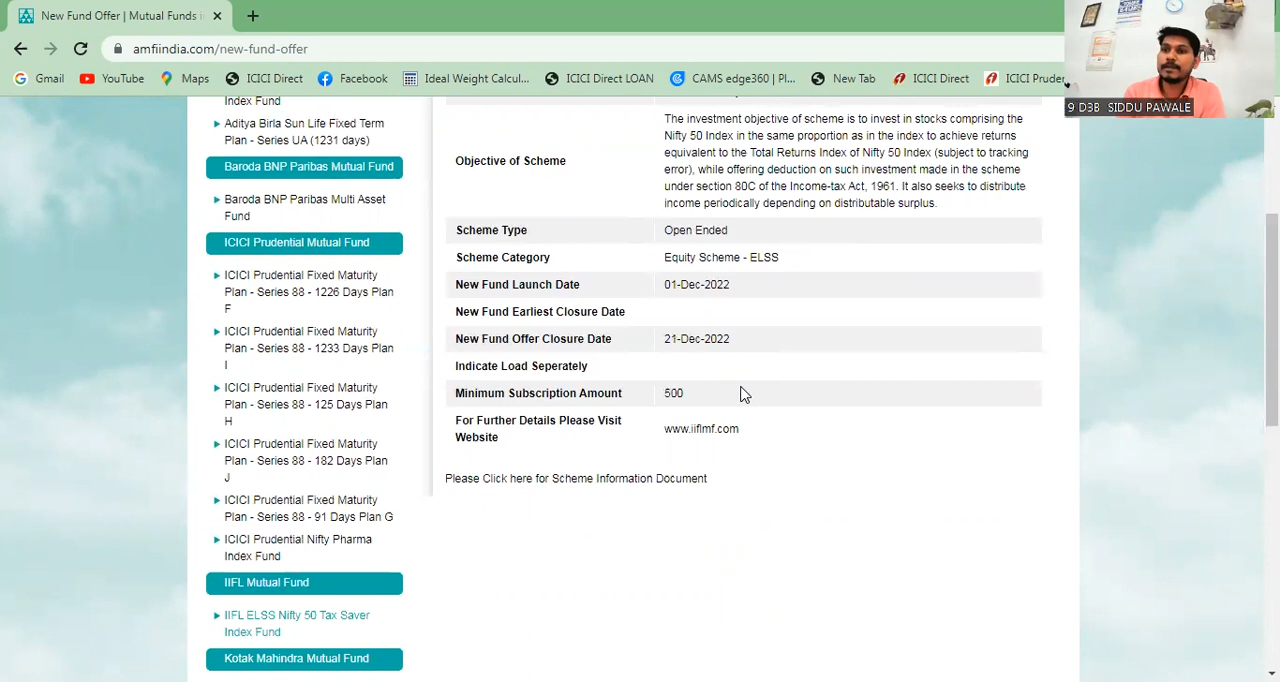 New Fund Offer | Mutual Funds i
amfiindia.com/new-fund-offer
Gmail YouTube Maps ICICI Direct Facebook Ideal Weight Calcul... ICICI Direct LOAN CAMS edge360 | Pl... New Tab ICICI Direct ICICI Pruden
9 D3B SIDDU PAWALE
Index Fund
Aditya Birla Sun Life Fixed Term
Plan - Series UA (1231 days)
Baroda BNP Paribas Mutual Fund
Baroda BNP Paribas Multi Asset
Fund
ICICI Prudential Mutual Fund
ICICI Prudential Fixed Maturity
Plan - Series 88 - 1226 Days Plan
F
ICICI Prudential Fixed Maturity
Plan - Series 88 - 1233 Days Plan
I
ICICI Prudential Fixed Maturity
Plan - Series 88 - 125 Days Plan
H
ICICI Prudential Fixed Maturity
Plan - Series 88 - 182 Days Plan
J
ICICI Prudential Fixed Maturity
Plan - Series 88 - 91 Days Plan G
ICICI Prudential Nifty Pharma
Index Fund
IIFL Mutual Fund
IIFL ELSS Nifty 50 Tax Saver
Index Fund
Kotak Mahindra Mutual Fund
Objective of Scheme
The investment objective of scheme is to invest in stocks comprising the
Nifty 50 Index in the same proportion as in the index to achieve returns
equivalent to the Total Returns Index of Nifty 50 Index (subject to tracking
error), while offering deduction on such investment made in the scheme
under section 80C of the Income-tax Act, 1961. It also seeks to distribute
income periodically depending on distributable surplus.
Scheme Type Open Ended
Scheme Category Equity Scheme - ELSS
New Fund Launch Date 01-Dec-2022
New Fund Earliest Closure Date
New Fund Offer Closure Date 21-Dec-2022
Indicate Load Seperately
Minimum Subscription Amount 500
For Further Details Please Visit
Website
www.iiflmf.com
Please Click here for Scheme Information Document